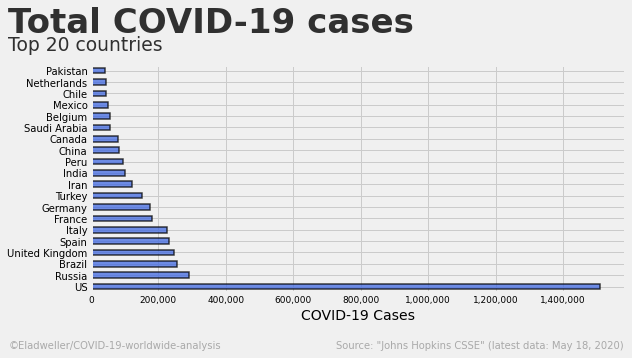 Total COVID-19 cases
Top 20 countries
Pakistan
Netherlands
Chile
Mexico
Belgium
Saudi Arabia
Canada
China
Peru
India
Iran
Turkey
Germany
France
Italy
Spain
United Kingdom
Brazil
Russia
US
0 200,000 400,000 600,000 800,000 1,000,000 1,200,000 1,400,000
COVID-19 Cases
©Eladweller/COVID-19-worldwide-analysis Source: "Johns Hopkins CSSE" (latest data: May 18, 2020)